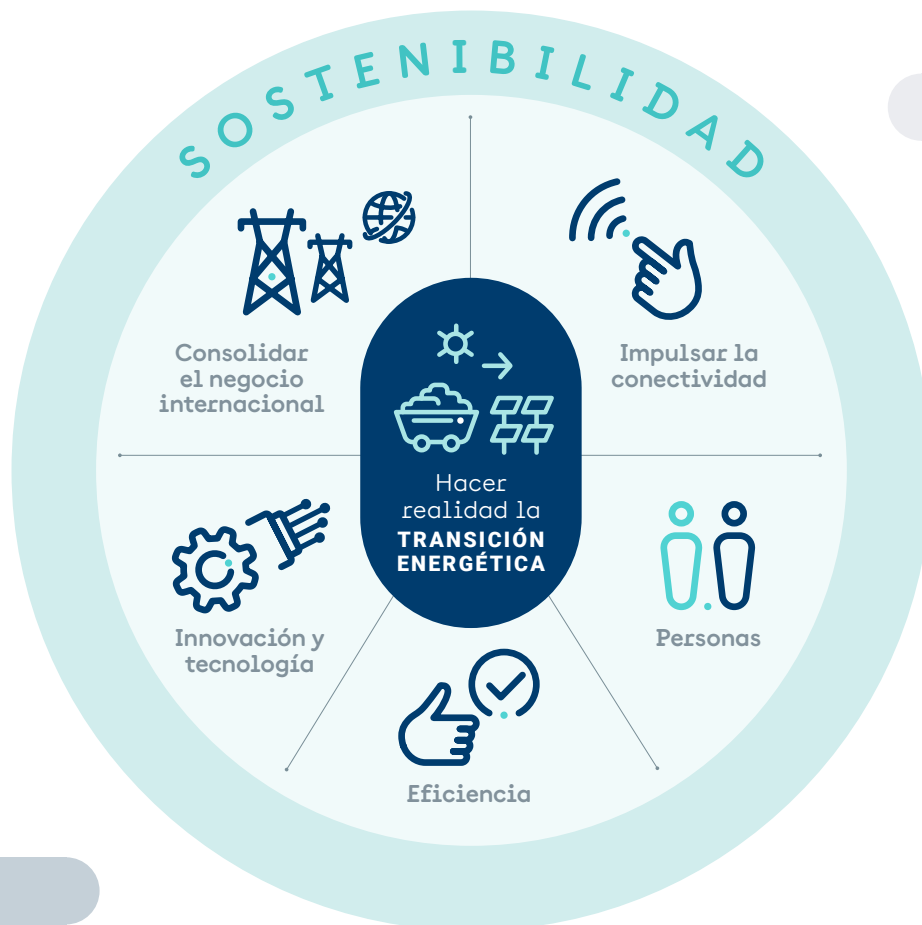 SOSTENIBILIDAD
Consolidar
el negocio
internacional
Impulsar la
conectividad
Hacer
realidad la
TRANSICIÓN
ENERGÉTICA
Innovación y
tecnología
Personas
Eficiencia